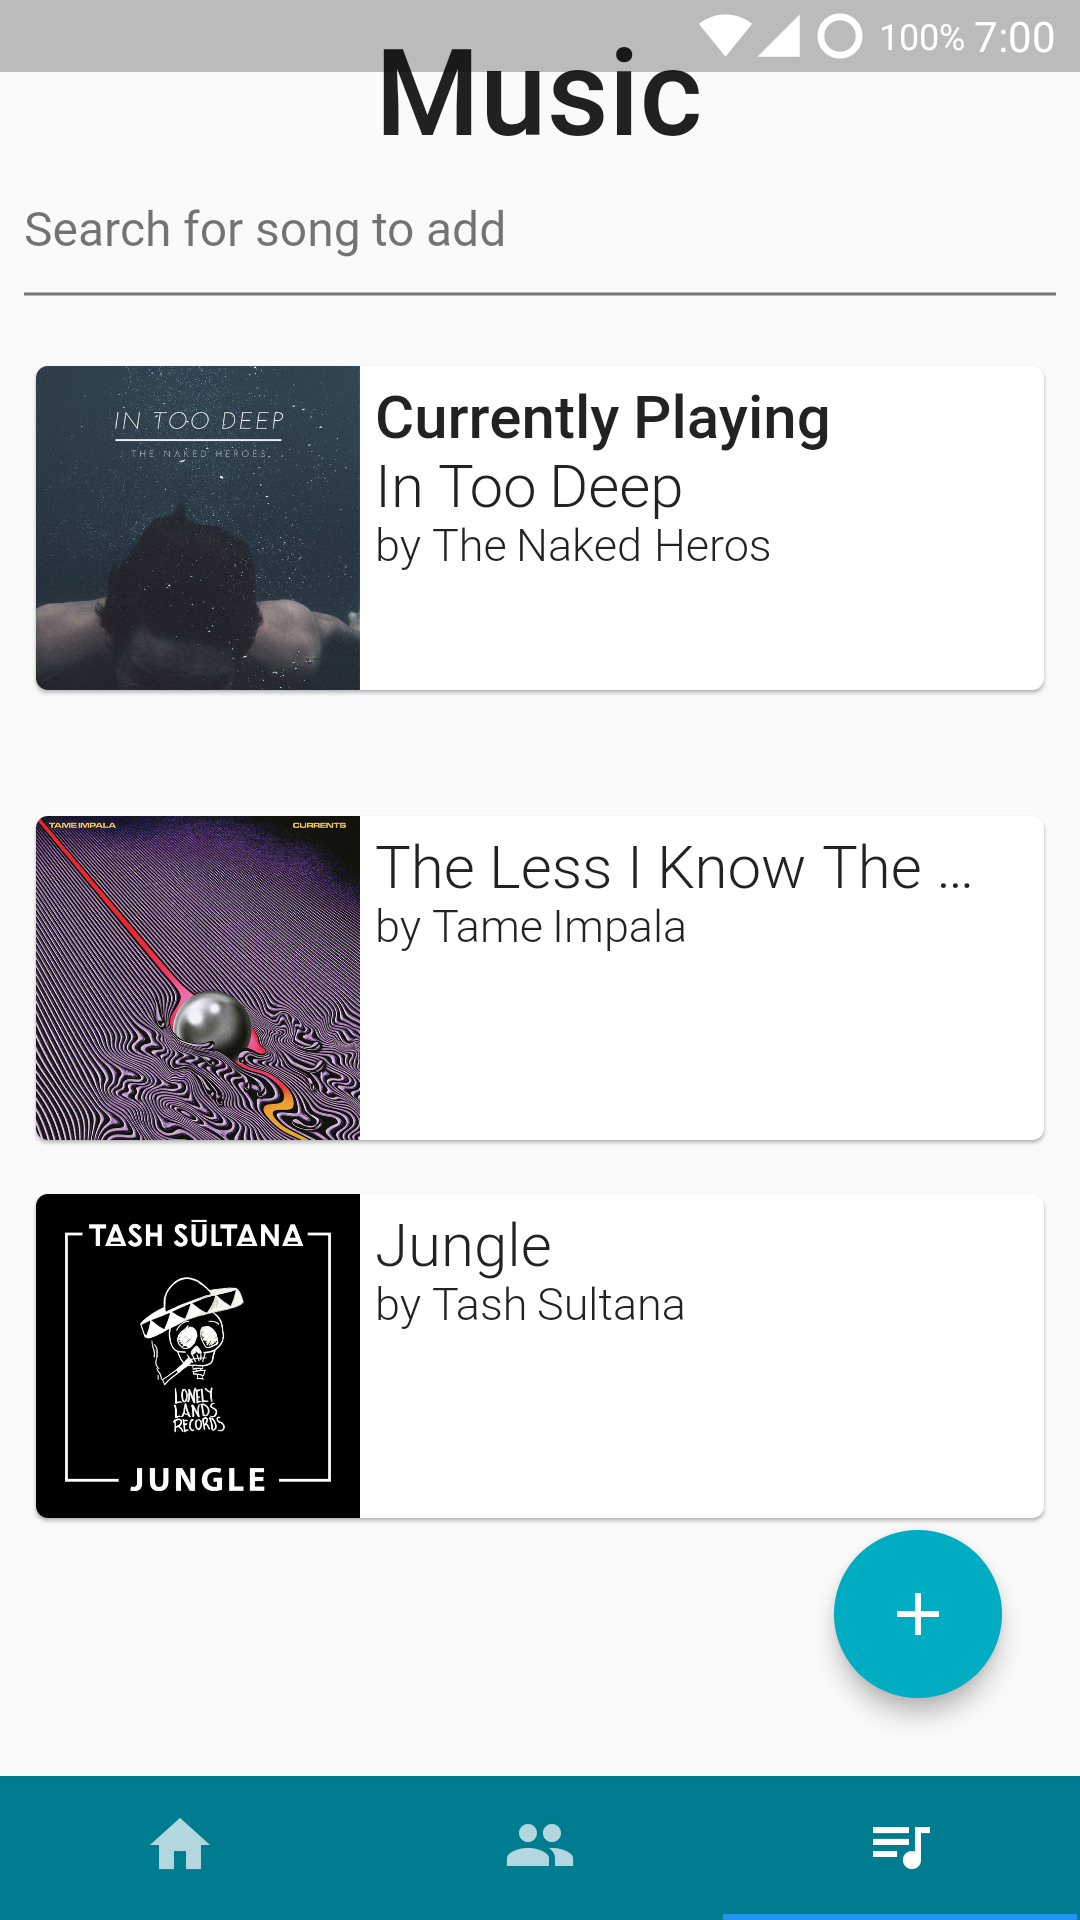 100% 7:00
Music
Search for song to add
IN TOO DEEP
THE NAKED HEROES
Currently Playing
In Too Deep
by The Naked Heros
TAME IMPALA
CURRENTS
The Less I Know The ...
by Tame Impala
TASH SŪLTANA
LONELY
LANDS
RECORDS
JUNGLE
Jungle
by Tash Sultana